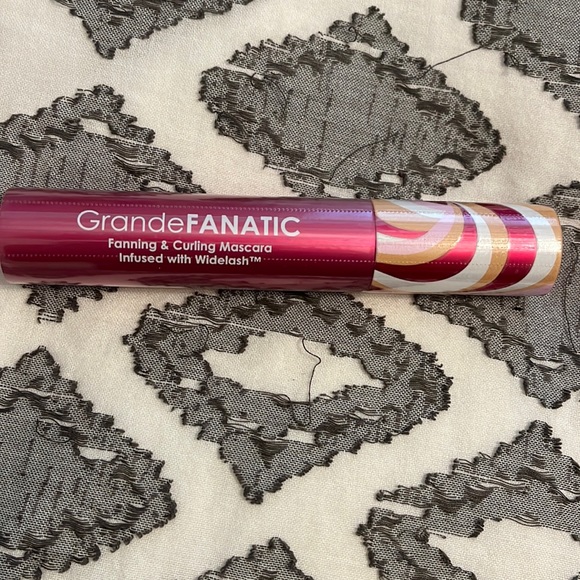 GrandeFANATIC
Fanning & Curling Mascara
Infused with Widelash™